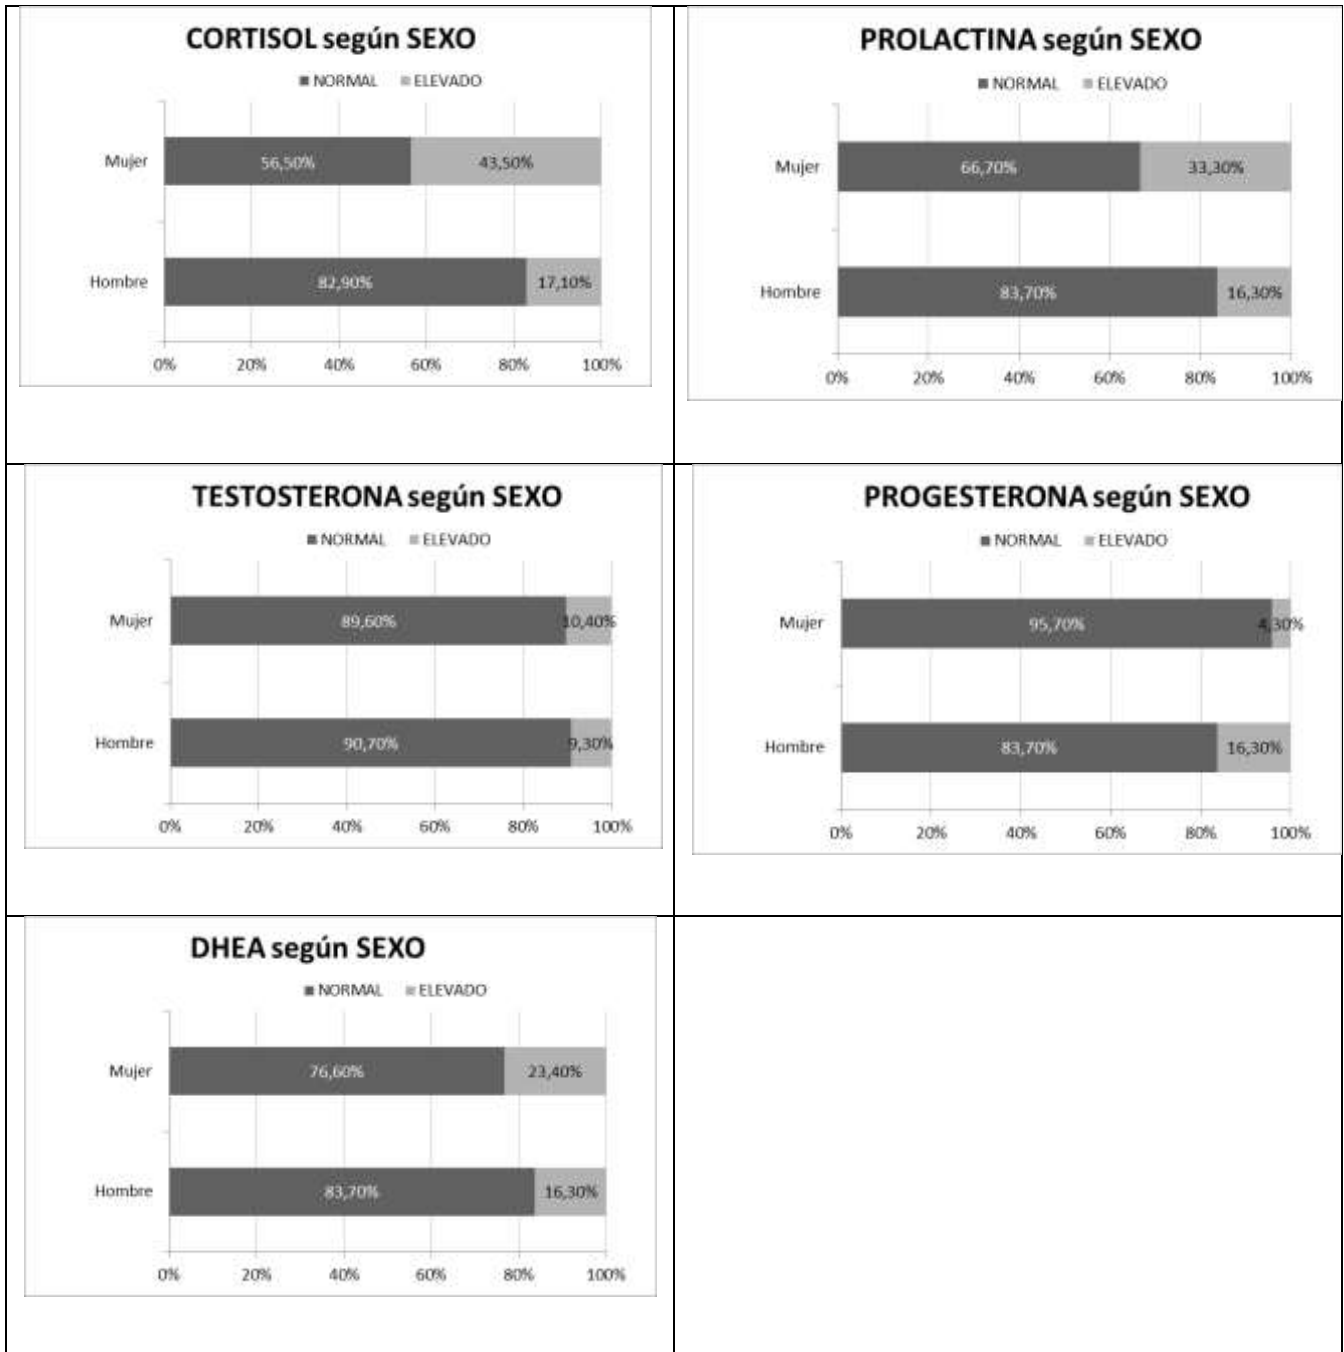 CORTISOL según SEXO
NORMAL ELEVADO
Mujer 56,50% 43,50%
Hombre 82,90% 17,10%
0% 20% 40% 60% 80% 100%
PROLACTINA según SEXO
NORMAL ELEVADO
Mujer 66,70% 33,30%
Hombre 83,70% 16,30%
0% 20% 40% 60% 80% 100%
TESTOSTERONA según SEXO
NORMAL ELEVADO
Mujer 89,60% 10,40%
Hombre 90,70% 9,30%
0% 20% 40% 60% 80% 100%
PROGESTERONA según SEXO
NORMAL ELEVADO
Mujer 95,70% 4,30%
Hombre 83,70% 16,30%
0% 20% 40% 60% 80% 100%
DHEA según SEXO
NORMAL ELEVADO
Mujer 76,60% 23,40%
Hombre 83,70% 16,30%
0% 20% 40% 60% 80% 100%